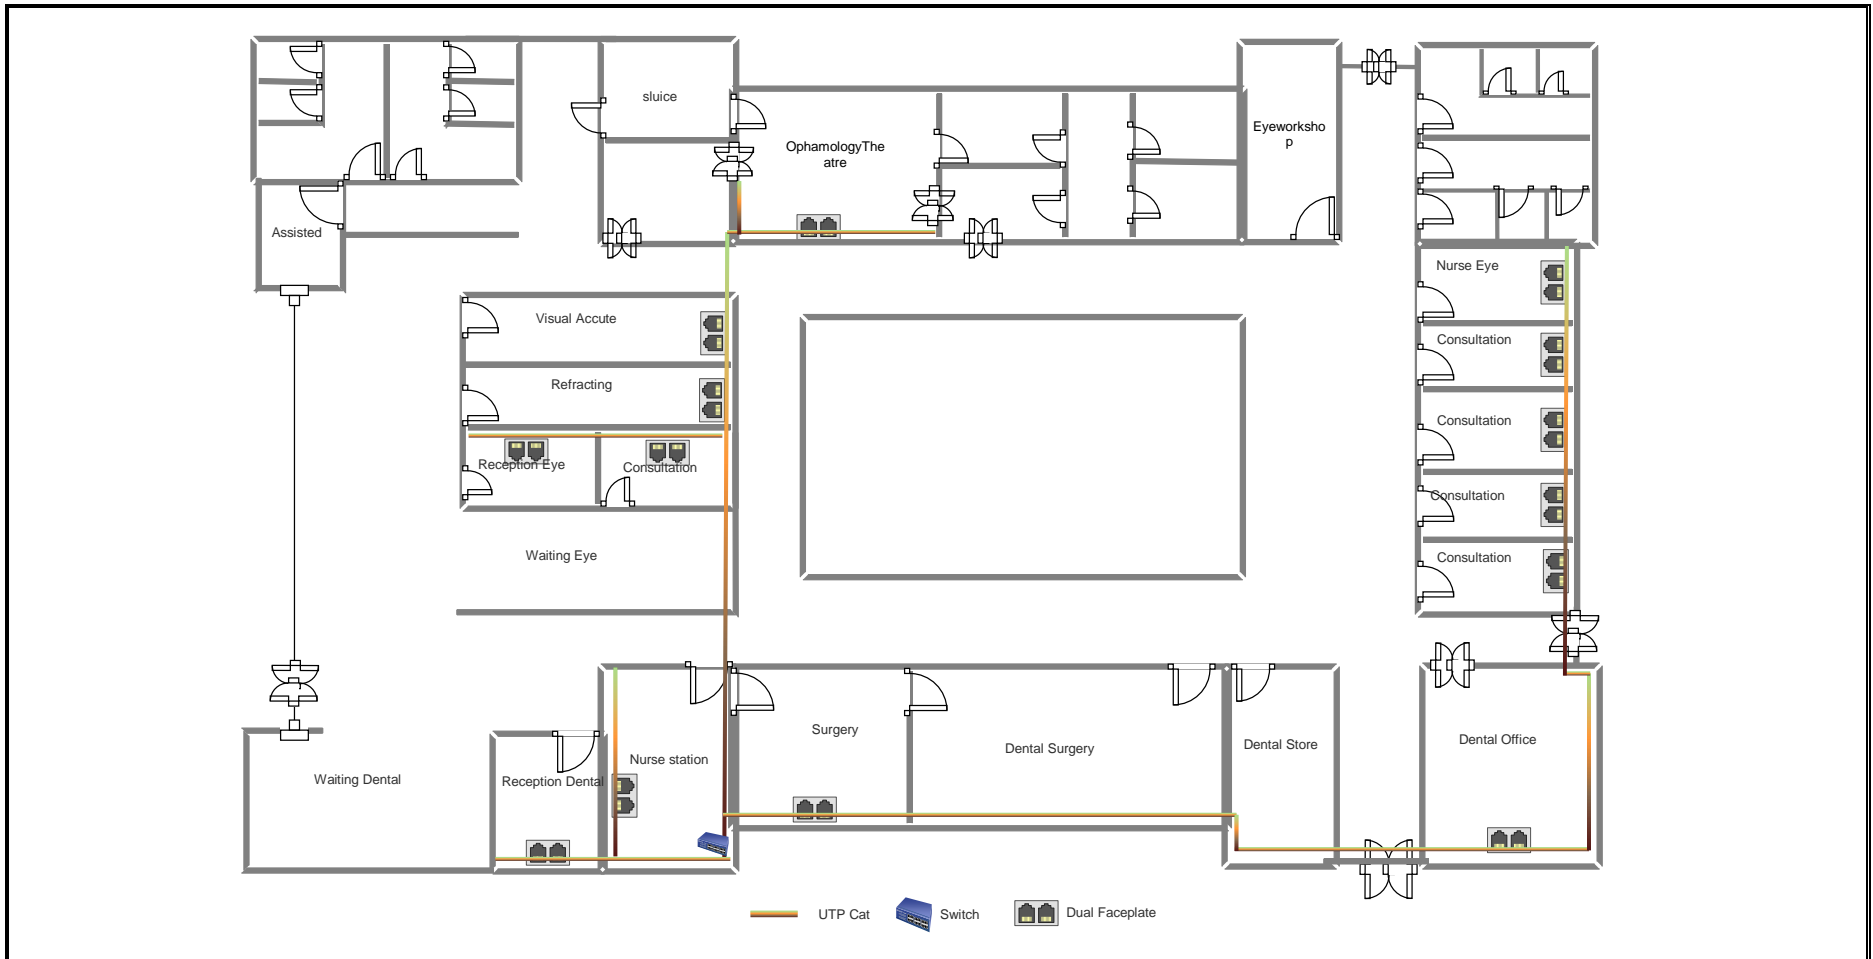 sluice
OphamologyThe
atre
Eyeworksho
p
Assisted
Nurse Eye
Visual Accute
Consultation
Refracting
Consultation
Reception Eye
Consultation
Consultation
Waiting Eye
Consultation
Surgery
Dental Surgery
Dental Store
Dental Office
Nurse station
Waiting Dental
Reception Dental
UTP Cat
Switch
Dual Faceplate